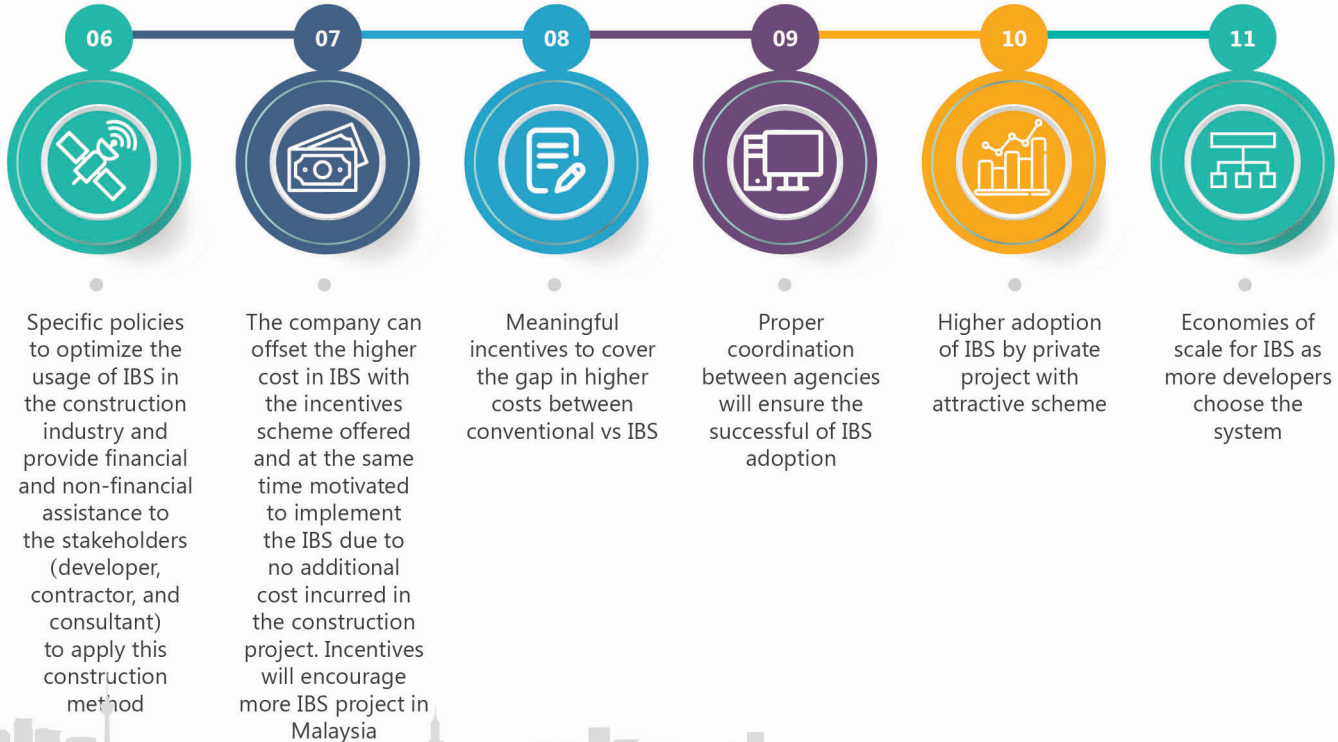 06
07
08
09
10
11
Specific policies
to optimize the
usage of IBS in
the construction
industry and
provide financial
and non-financial
assistance to
the stakeholders
(developer,
contractor, and
consultant)
to apply this
construction
method
The company can
offset the higher
cost in IBS with
the incentives
scheme offered
and at the same
time motivated
to implement
the IBS due to
no additional
cost incurred in
the construction
project. Incentives
will encourage
more IBS project in
Malaysia
Meaningful
incentives to cover
the gap in higher
costs between
conventional vs IBS
Proper
coordination
between agencies
will ensure the
successful of IBS
adoption
Higher adoption
of IBS by private
project with
attractive scheme
Economies of
scale for IBS as
more developers
choose the
system